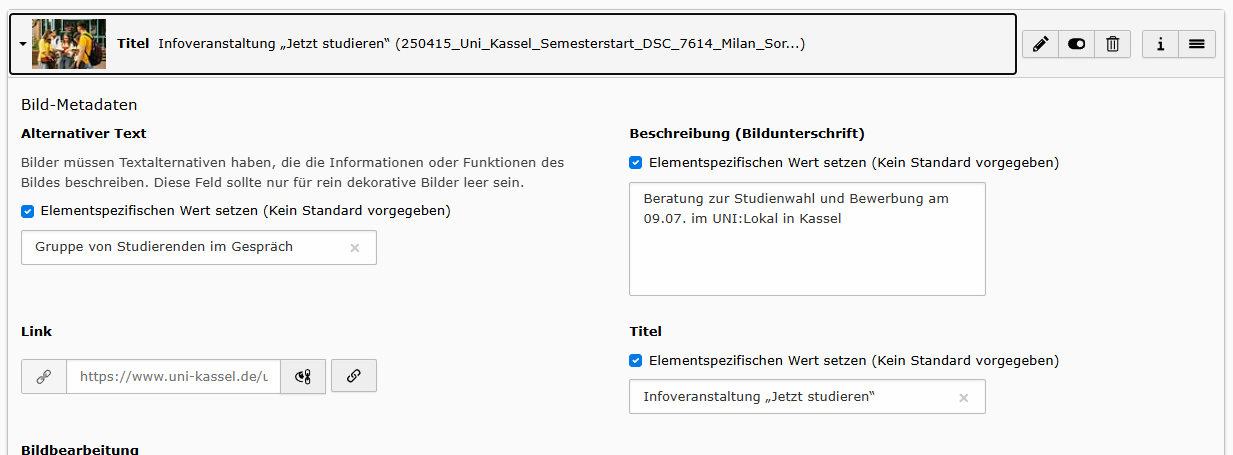 Titel Infoveranstaltung „Jetzt studieren“ (250415_Uni_Kassel_Semesterstart_DSC_7614_Milan_Sor...)
Bild-Metadaten
Alternativer Text
Bilder müssen Textalternativen haben, die die Informationen oder Funktionen des
Bildes beschreiben. Diese Feld sollte nur für rein dekorative Bilder leer sein.
Elementspezifischen Wert setzen (Kein Standard vorgegeben)
Gruppe von Studierenden im Gespräch
Beschreibung (Bildunterschrift)
Elementspezifischen Wert setzen (Kein Standard vorgegeben)
Beratung zur Studienwahl und Bewerbung am
09.07. im UNI:Lokal in Kassel
Link
https://www.uni-kassel.de/u
Titel
Elementspezifischen Wert setzen (Kein Standard vorgegeben)
Infoveranstaltung „Jetzt studieren“
Bildbearbeitung